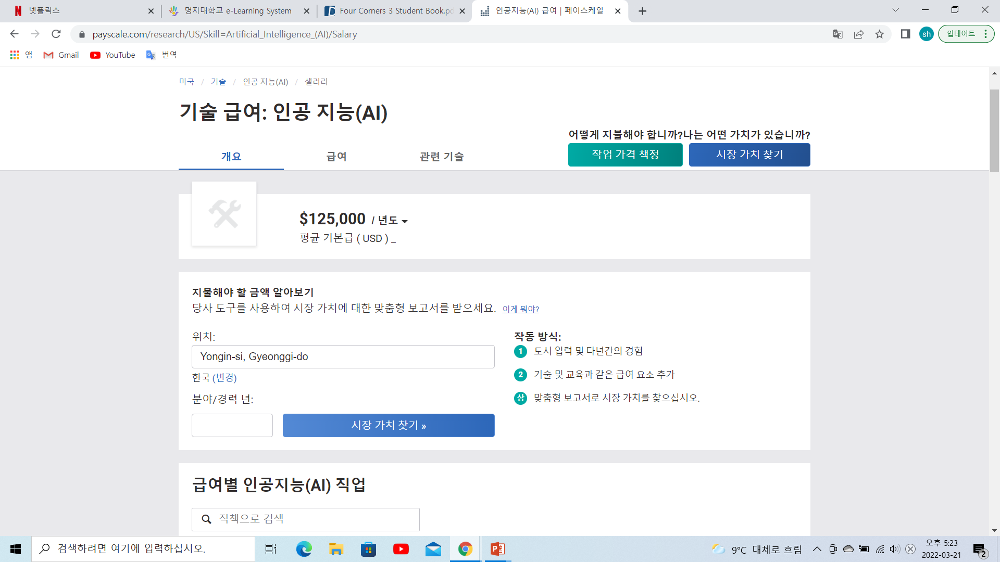 넷플릭스
명지대학교 e-Learning System
Four Corners 3 Student Book.pd
인공지능(AI) 급여 | 페이스케일
payscale.com/research/US/Skill=Artificial_Intelligence_(AI)/Salary
sh
업데이트
앱
Gmail
YouTube
번역
미국 / 기술 / 인공 지능(AI) / 샐러리
기술 급여: 인공 지능(AI)
어떻게 지불해야 합니까?나는 어떤 가치가 있습니까?
개요
급여
관련 기술
작업 가격 책정
시장 가치 찾기
$125,000 / 년도
평균 기본급 ( USD ) _
지불해야 할 금액 알아보기
당사 도구를 사용하여 시장 가치에 대한 맞춤형 보고서를 받으세요. 이게 뭐야?
위치:
Yongin-si, Gyeonggi-do
한국 (변경)
분야/경력 년:
시장 가치 찾기 »
작동 방식:
1 도시 입력 및 다년간의 경험
2 기술 및 교육과 같은 급여 요소 추가
삼 맞춤형 보고서로 시장 가치를 찾으십시오.
급여별 인공지능(AI) 직업
직책으로 검색
검색하려면 여기에 입력하십시오.
9°C 대체로 흐림
오후 5:23
2022-03-21
2